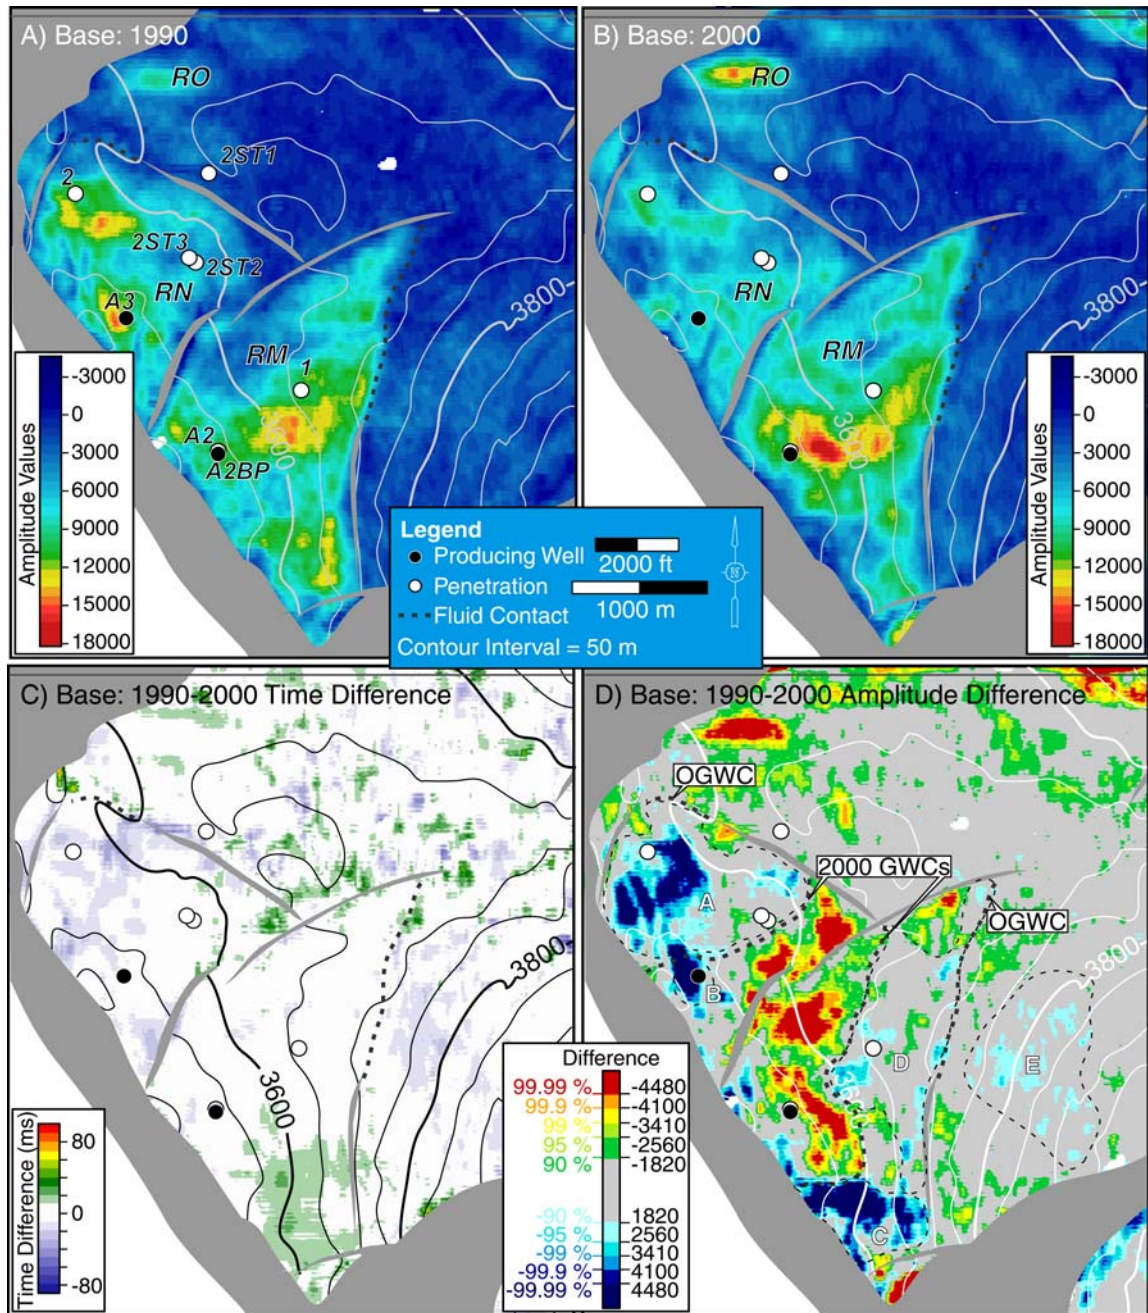 A) Base: 1990
RO
2ST1
2
2ST3
2ST2
RN
A3
RM
1
3600
A2
A2BP
3800
-3000
0
3000
6000
9000
12000
15000
18000
Amplitude Values
B) Base: 2000
RO
RN
RM
3600
3800
-3000
0
3000
6000
9000
12000
15000
18000
Amplitude Values
Legend
Producing Well
Penetration
Fluid Contact
Contour Interval = 50 m
2000 ft
1000 m
N
C) Base: 1990-2000 Time Difference
3600
3800
80
0
-80
Time Difference (ms)
D) Base: 1990-2000 Amplitude Difference
OGWC
2000 GWCs
OGWC
A
B
C
D
E
3800
Difference
99.99 % -4480
99.9 % -4100
99 % -3410
95 % -2560
90 % -1820
-90 % 1820
-95 % 2560
-99 % 3410
-99.9 % 4100
-99.99 % 4480